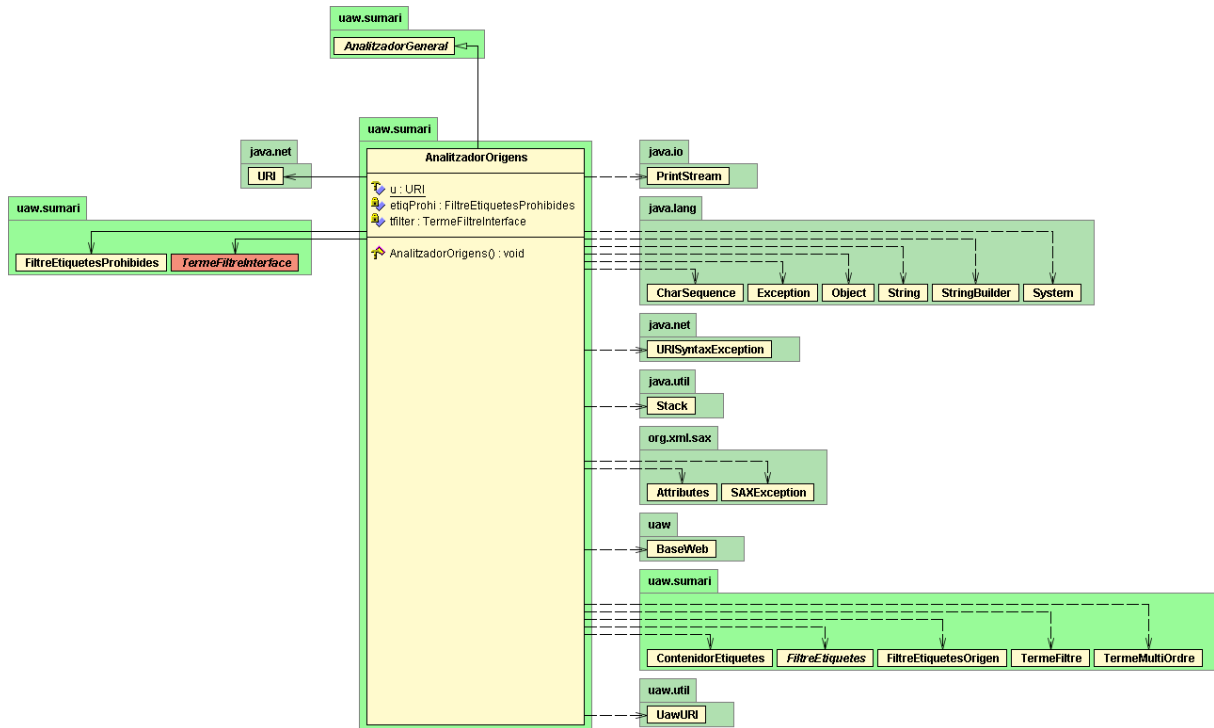 uaw.sumari
AnalitzadorGeneral
uaw.sumari
AnalitzadorOrigens
u : URI
etiqProhi : FiltreEtiquetesProhibides
tfilter : TermeFiltreInterface
AnalitzadorOrigens() : void
java.net
URI
uaw.sumari
FiltreEtiquetesProhibides TermeFiltreInterface
java.io
PrintStream
java.lang
CharSequence Exception Object String StringBuilder System
java.net
URISyntaxException
java.util
Stack
org.xml.sax
Attributes SAXException
uaw
BaseWeb
uaw.sumari
ContenidorEtiquetes FiltreEtiquetes FiltreEtiquetesOrigen TermeFiltre TermeMultiOrdre
uaw.util
UawURI